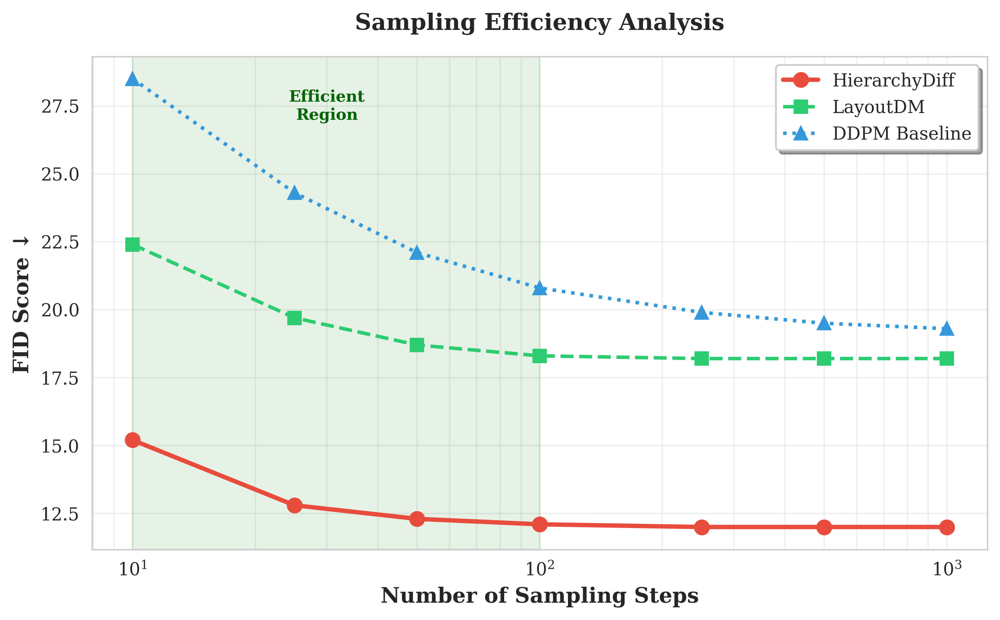 Sampling Efficiency Analysis
Efficient
Region
HierarchyDiff
LayoutDM
DDPM Baseline
FID Score ↓
27.5
25.0
22.5
20.0
17.5
15.0
12.5
10¹
10²
10³
Number of Sampling Steps